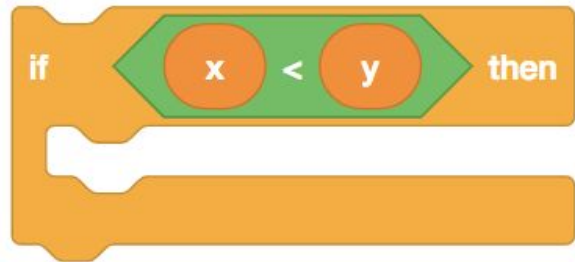 if x < y then